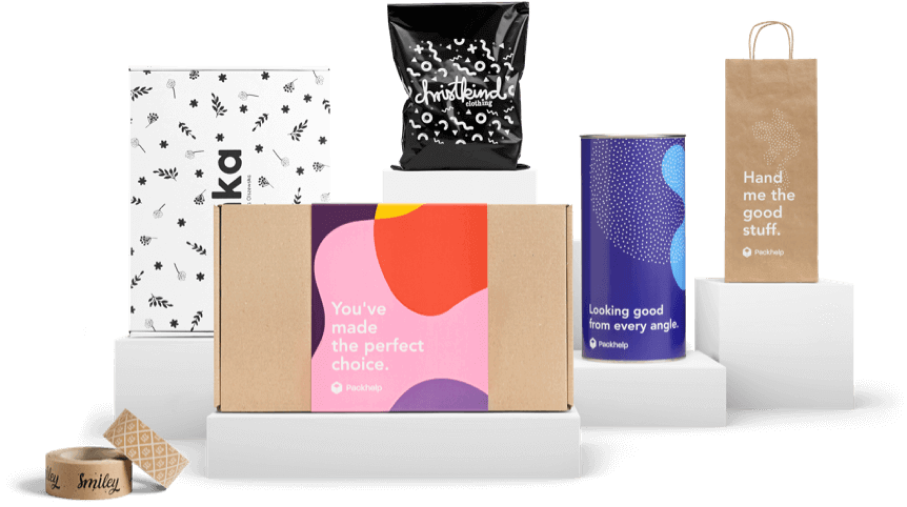 christkind
clothing
ka
Hand
me the
good
stuff.
Packhelp
You've
made
the perfect
choice.
Packhelp
Looking good
from every angle.
Packhelp
ley
Smiley